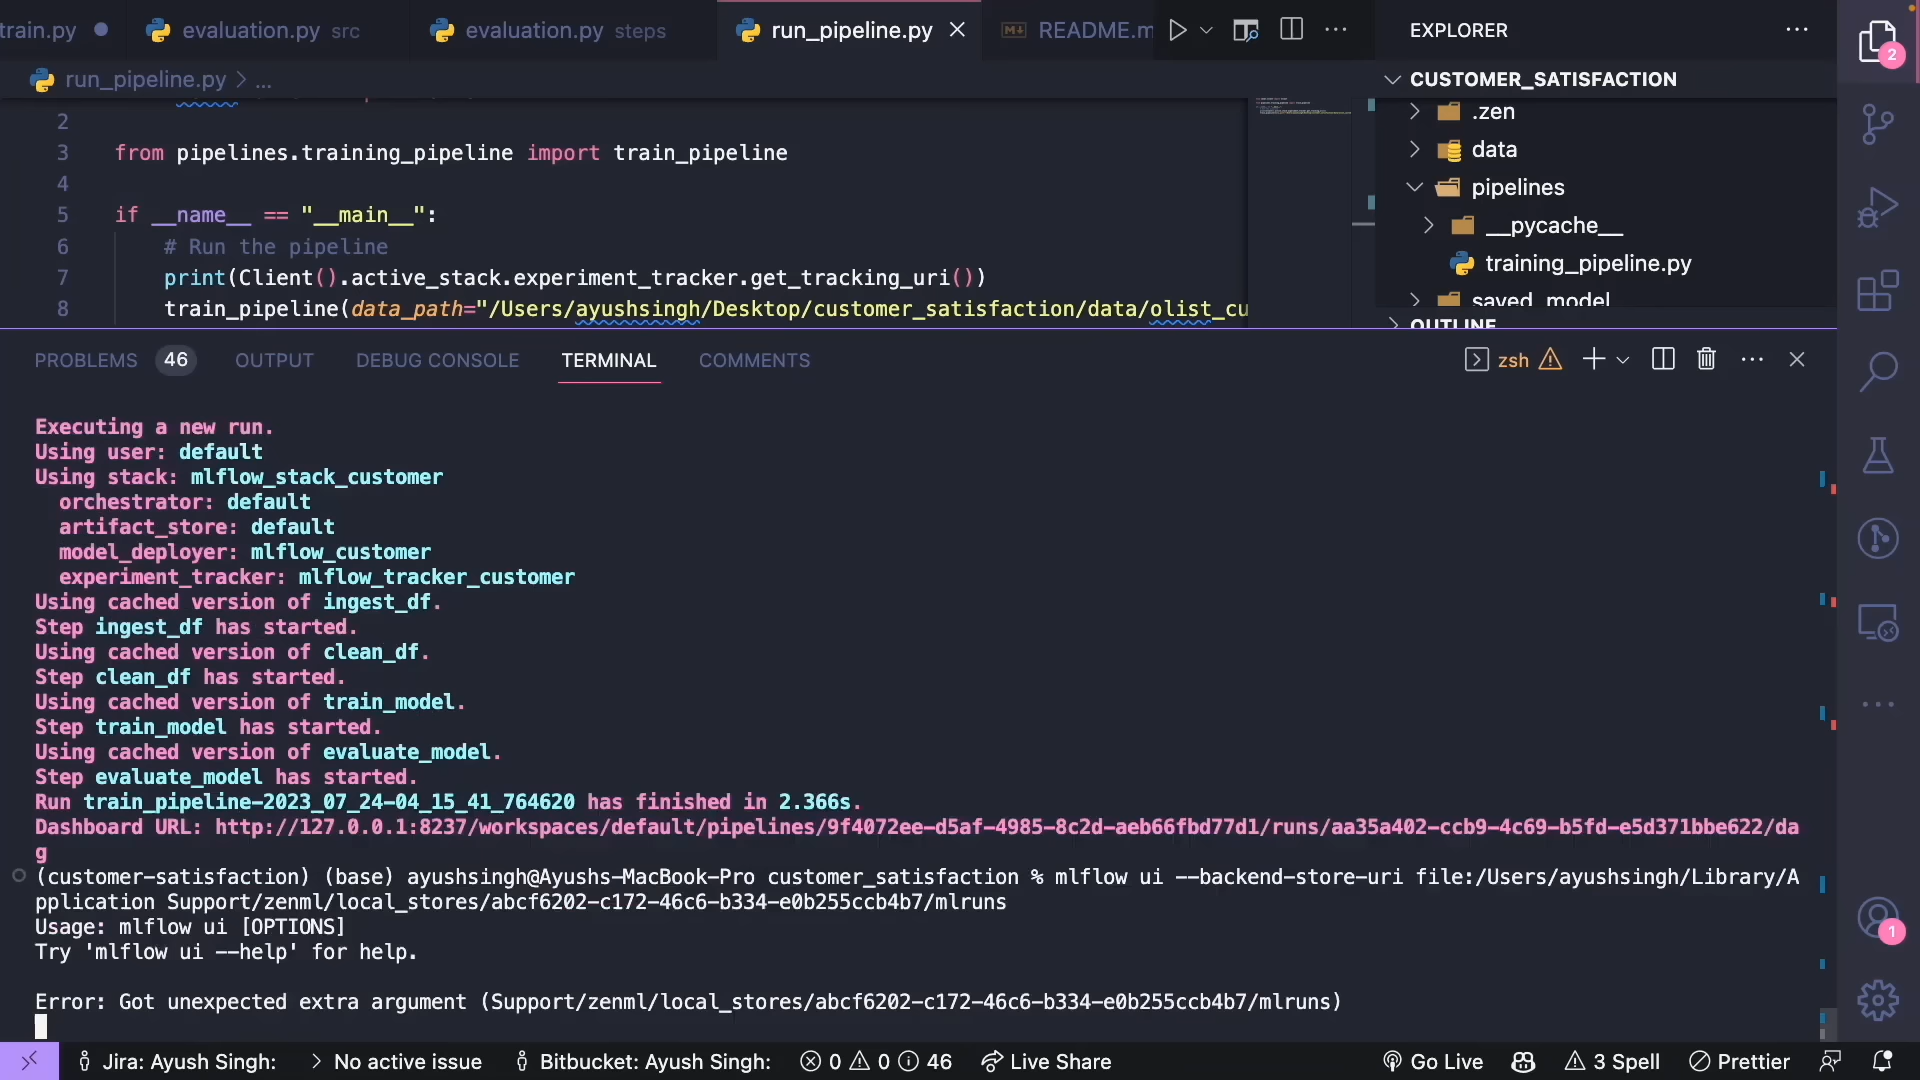 train.py
evaluation.py src
evaluation.py steps
run_pipeline.py
README.m
EXPLORER
run_pipeline.py > ...
CUSTOMER_SATISFACTION
2
3 from pipelines.training_pipeline import train_pipeline
4
5 if __name__ == "__main__":
6 # Run the pipeline
7 print(Client().active_stack.experiment_tracker.get_tracking_uri())
8 train_pipeline(data_path="/Users/ayushsingh/Desktop/customer_satisfaction/data/olist_cu
.zen
data
pipelines
__pycache__
training_pipeline.py
saved_model
OUTLINE
2
PROBLEMS 46 OUTPUT DEBUG CONSOLE TERMINAL COMMENTS
zsh
Executing a new run.
Using user: default
Using stack: mlflow_stack_customer
orchestrator: default
artifact_store: default
model_deployer: mlflow_customer
experiment_tracker: mlflow_tracker_customer
Using cached version of ingest_df.
Step ingest_df has started.
Using cached version of clean_df.
Step clean_df has started.
Using cached version of train_model.
Step train_model has started.
Using cached version of evaluate_model.
Step evaluate_model has started.
Run train_pipeline-2023_07_24-04_15_41_764620 has finished in 2.366s.
Dashboard URL: http://127.0.0.1:8237/workspaces/default/pipelines/9f4072ee-d5af-4985-8c2d-aeb66fbd77d1/runs/aa35a402-ccb9-4c69-b5fd-e5d371bbe622/da
g
(customer-satisfaction) (base) ayushsingh@Ayushs-MacBook-Pro customer_satisfaction % mlflow ui --backend-store-uri file:/Users/ayushsingh/Library/A
pplication Support/zenml/local_stores/abcf6202-c172-46c6-b334-e0b255ccb4b7/mlruns
Usage: mlflow ui [OPTIONS]
Try 'mlflow ui --help' for help.
Error: Got unexpected extra argument (Support/zenml/local_stores/abcf6202-c172-46c6-b334-e0b255ccb4b7/mlruns)
1
Jira: Ayush Singh: > No active issue Bitbucket: Ayush Singh: 0 0 46 Live Share Go Live 3 Spell Prettier